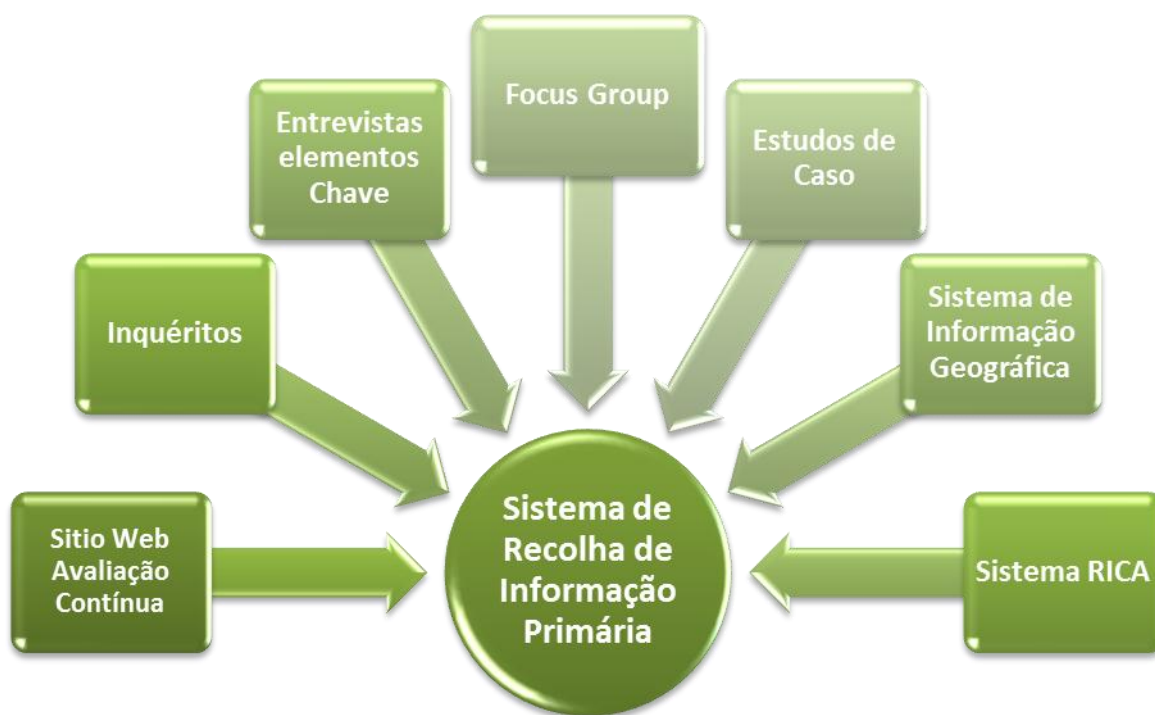 Focus Group
Entrevistas
elementos
Chave
Estudos de
Caso
Inquéritos
Sistema de
Informação
Geográfica
Sitio Web
Avaliação
Contínua
Sistema de
Recolha de
Informação
Primária
Sistema RICA